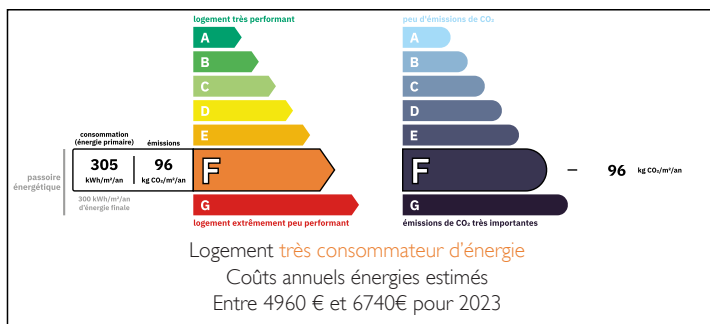 logement très performant
A
B
C
D
E
consommation
(énergie primaire)
émissions
305
kWh/m²/an
96
kg CO₂/m²/an
F
passoire
énergétique
300 kWh/m²/an
d'énergie finale
G
logement extrêmement peu performant
peu d'émissions de CO₂
A
B
C
D
E
F
96 kg CO₂/m²/an
G
émissions de CO₂ très importantes
Logement très consommateur d'énergie
Coûts annuels énergies estimés
Entre 4960 € et 6740€ pour 2023